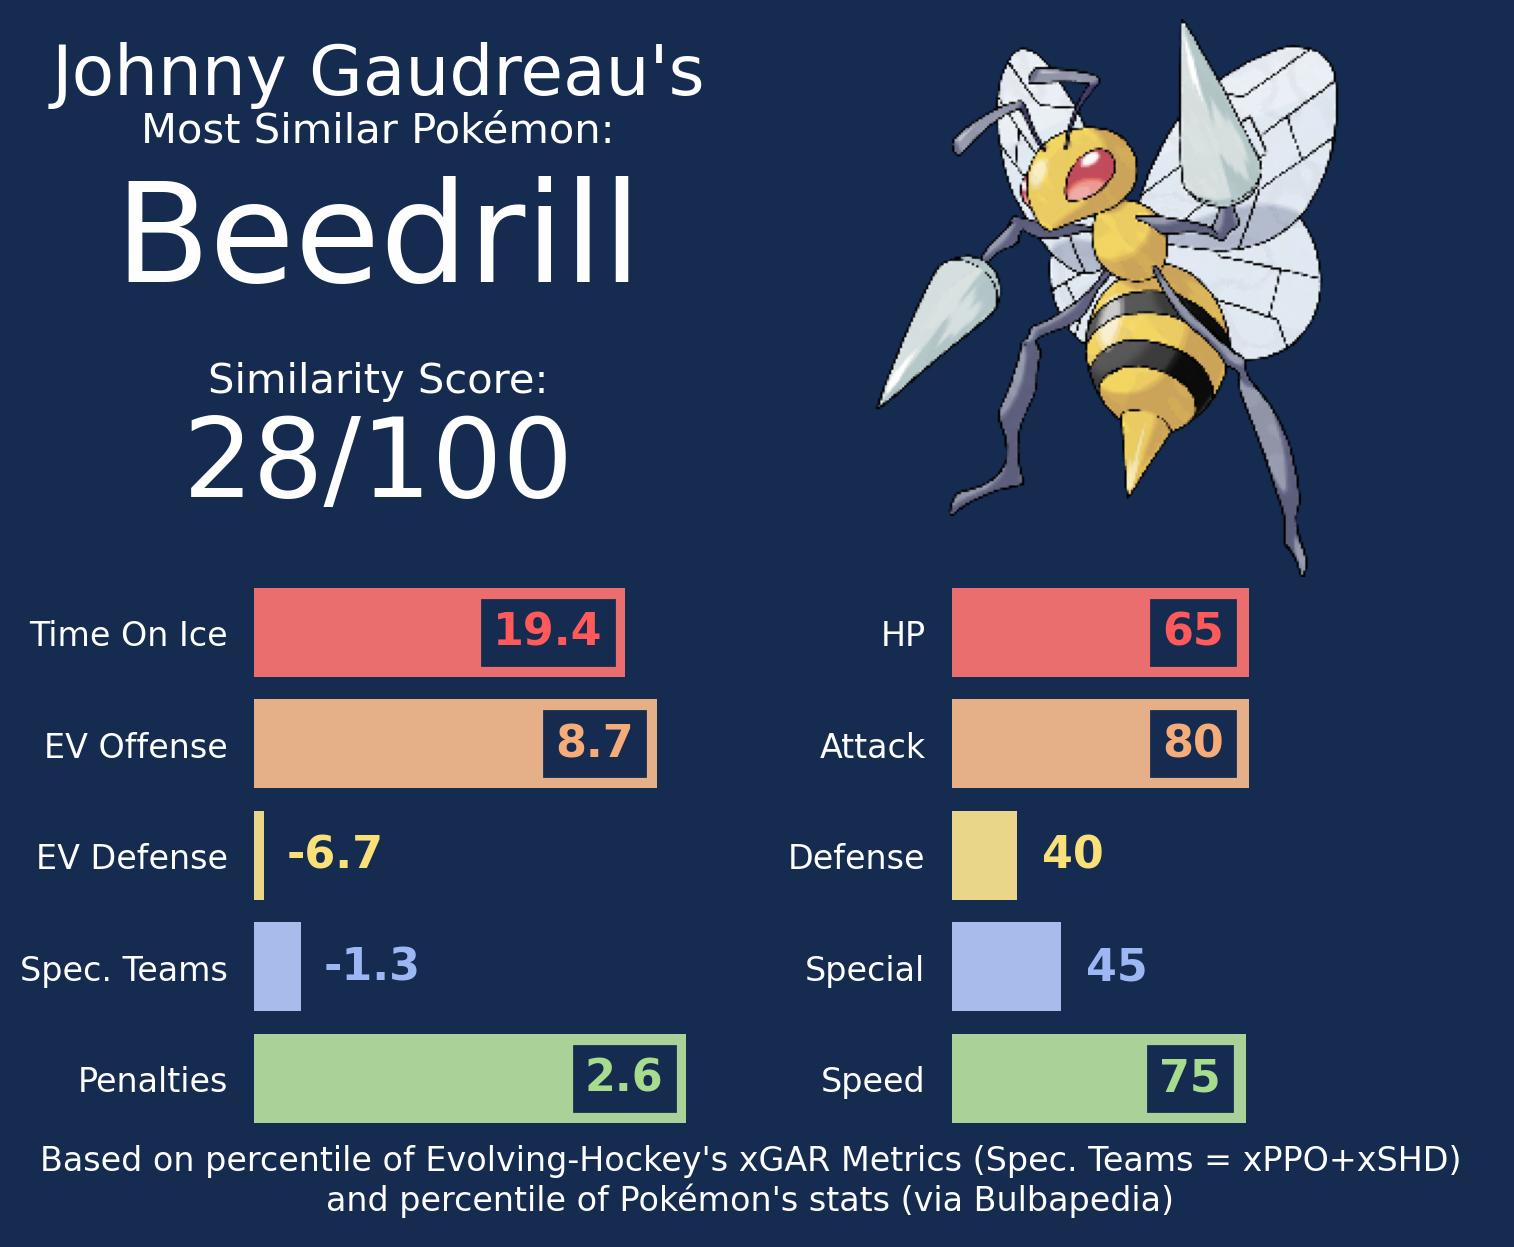 Johnny Gaudreau's
Most Similar Pokémon:
Beedrill
Similarity Score:
28/100
Time On Ice 19.4
EV Offense 8.7
EV Defense -6.7
Spec. Teams -1.3
Penalties 2.6
HP 65
Attack 80
Defense 40
Special 45
Speed 75
Based on percentile of Evolving-Hockey's xGAR Metrics (Spec. Teams = xPPO+xSHD)
and percentile of Pokémon's stats (via Bulbapedia)